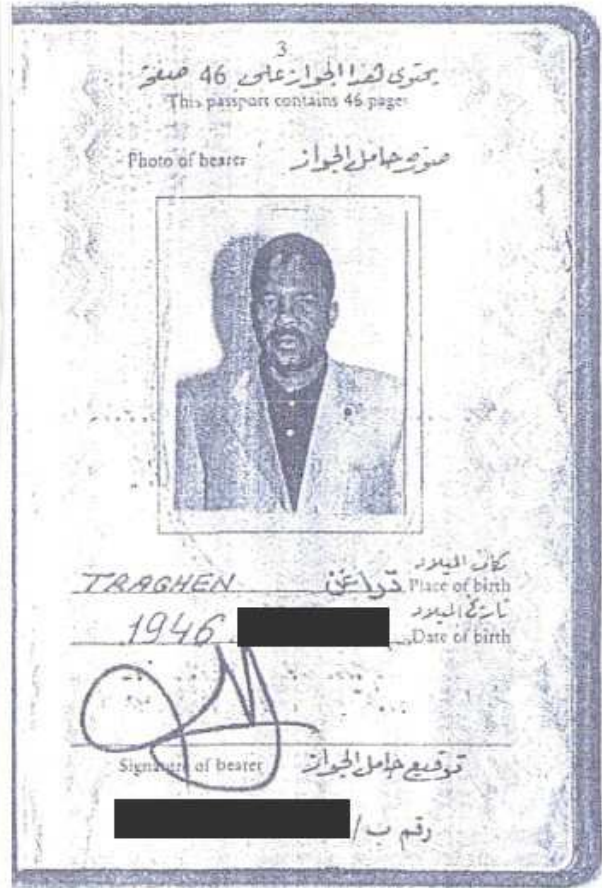 3
يحتوي هذا الجواز على 46 صفحة
This passport contains 46 pages
Photo of bearer صورة حامل الجواز
مكان الميلاد
TRAGHEN تراغن Place of birth
تاريخ الميلاد
1946 Date of birth
Signature of bearer توقيع حامل الجواز
رقم ب /